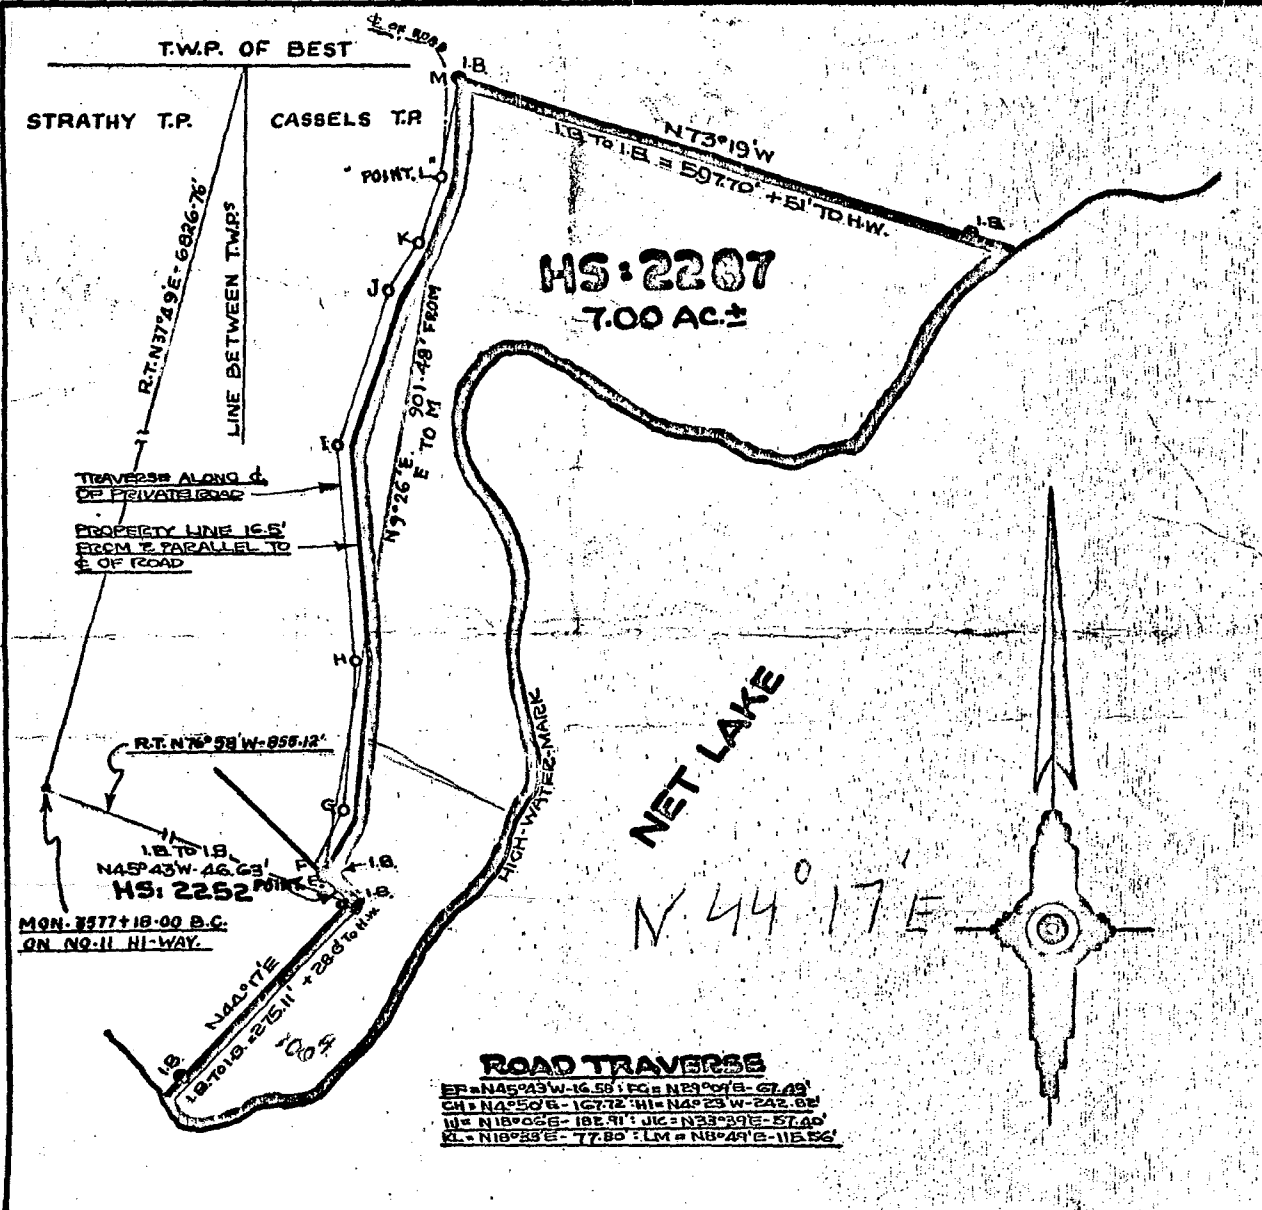 ₵ OF ROAD
T.W.P. OF BEST
M I.B.
STRATHY T.P.
CASSELS T.P.
N 73°19'W
I.B. TO I.B. = 597.70' + 51' TO H.W.
"POINT. L"
I.B.
K
J
R.T. N37°49'E - 6826.76'
LINE BETWEEN T.W.P.S
HS: 2287
7.00 AC.±
N9°26'E. 901.48' FROM
E TO M
I
TRAVERSE ALONG ₵
OF PRIVATE ROAD
PROPERTY LINE 16.5'
FROM & PARALLEL TO
₵ OF ROAD
H
NET LAKE
HIGH-WATER-MARK
R.T. N76°58'W-855.12'
G
I.B. TO I.B.
N45°43'W-46.63'
F
I.B.
HS: 2252
POINT E
I.B.
N. 44° 17' E
MON. 3577+18.00 B.C.
ON NO.11 HI-WAY.
N44°17'E
I.B. TO I.B. = 275.11' + 28.8 TO H.W.
I.B.
ROAD TRAVERSE
EF = N45°43'W-16.58' : FG = N29°09'E-67.49'
GH = N4°50'E-167.72' : HI = N4°23'W-242.82'
IJ = N18°06'E-182.91' : JK = N33°39'E-57.40'
KL = N18°33'E-77.80' : LM = N8°49'E-115.56'